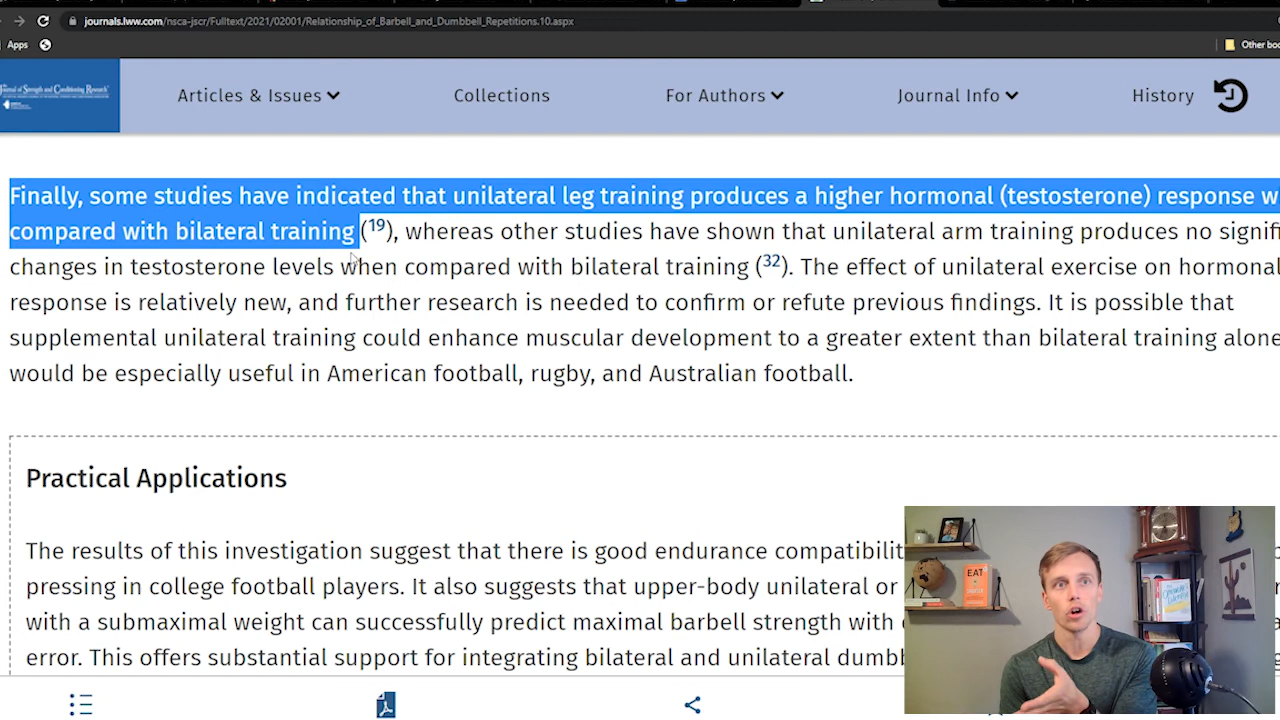 journals.lww.com/nsca-jscr/Fulltext/2021/02001/Relationship_of_Barbell_and_Dumbbell_Repetitions.10.aspx
Apps
Other
Journal of Strength and Conditioning Research
Articles & Issues
Collections
For Authors
Journal Info
History
Finally, some studies have indicated that unilateral leg training produces a higher hormonal (testosterone) response
compared with bilateral training (19), whereas other studies have shown that unilateral arm training produces no
changes in testosterone levels when compared with bilateral training (32). The effect of unilateral exercise on hormonal
response is relatively new, and further research is needed to confirm or refute previous findings. It is possible that
supplemental unilateral training could enhance muscular development to a greater extent than bilateral training alone
would be especially useful in American football, rugby, and Australian football.
Practical Applications
The results of this investigation suggest that there is good endurance
pressing in college football players. It also suggests that upper-body unilateral or
with a submaximal weight can successfully predict maximal barbell strength with
error. This offers substantial support for integrating bilateral and unilateral
EAT